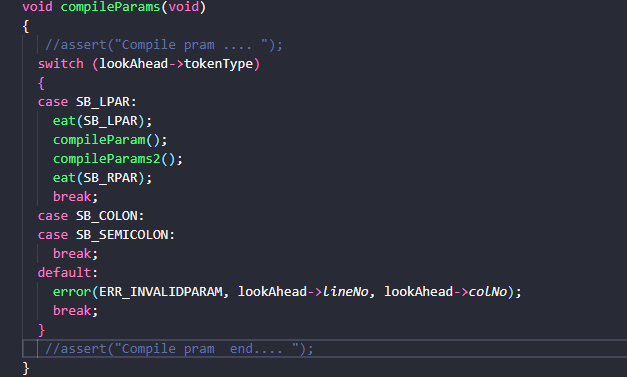 void compileParams(void)
{
//assert("Compile pram .... ");
switch (lookAhead->tokenType)
{
case SB_LPAR:
eat(SB_LPAR);
compileParam();
compileParams2();
eat(SB_RPAR);
break;
case SB_COLON:
case SB_SEMICOLON:
break;
default:
error(ERR_INVALIDPARAM, lookAhead->lineNo, lookAhead->colNo);
break;
}
//assert("Compile pram  end.... ");
}